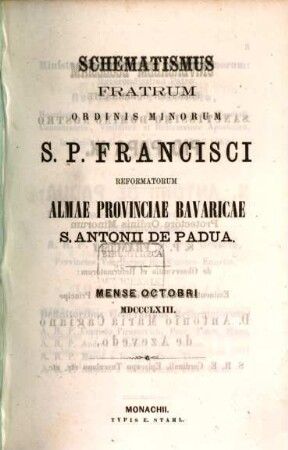 SCHEMATISMUS
FRATRUM
ORDINIS MINORUM
S. P. FRANCISCI
REFORMATORUM
ALMAE PROVINCIAE BAVARICAE
S. ANTONII DE PADUA.
MENSE OCTOBRI
MDCCCLXIII.
MONACHII.
TYPIS E. STAHL.